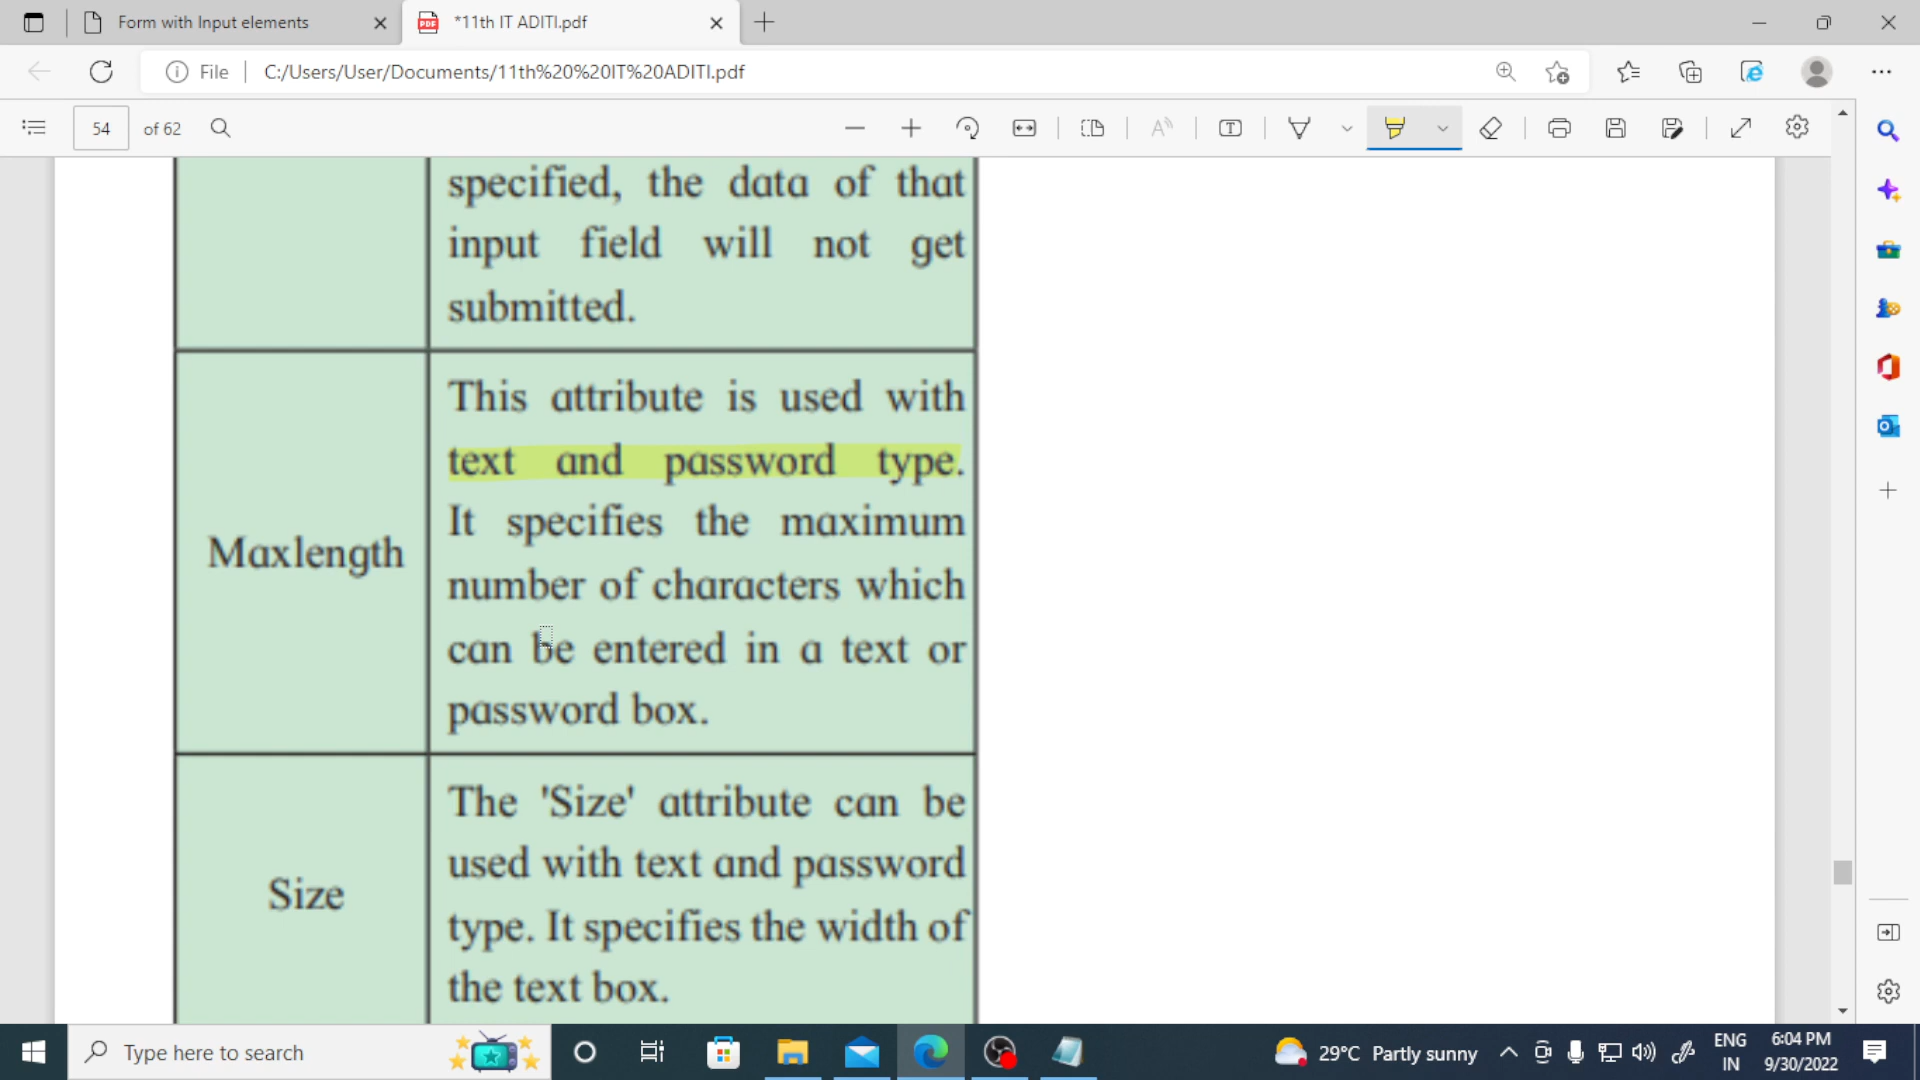 Form with Input elements
*11th IT ADITI.pdf
File
C:/Users/User/Documents/11th%20%20IT%20ADITI.pdf
54 of 62
specified, the data of that
input field will not get
submitted.
Maxlength
This attribute is used with
text and password type.
It specifies the maximum
number of characters which
can be entered in a text or
password box.
Size
The 'Size' attribute can be
used with text and password
type. It specifies the width of
the text box.
Type here to search
29°C Partly sunny
ENG
IN
6:04 PM
9/30/2022